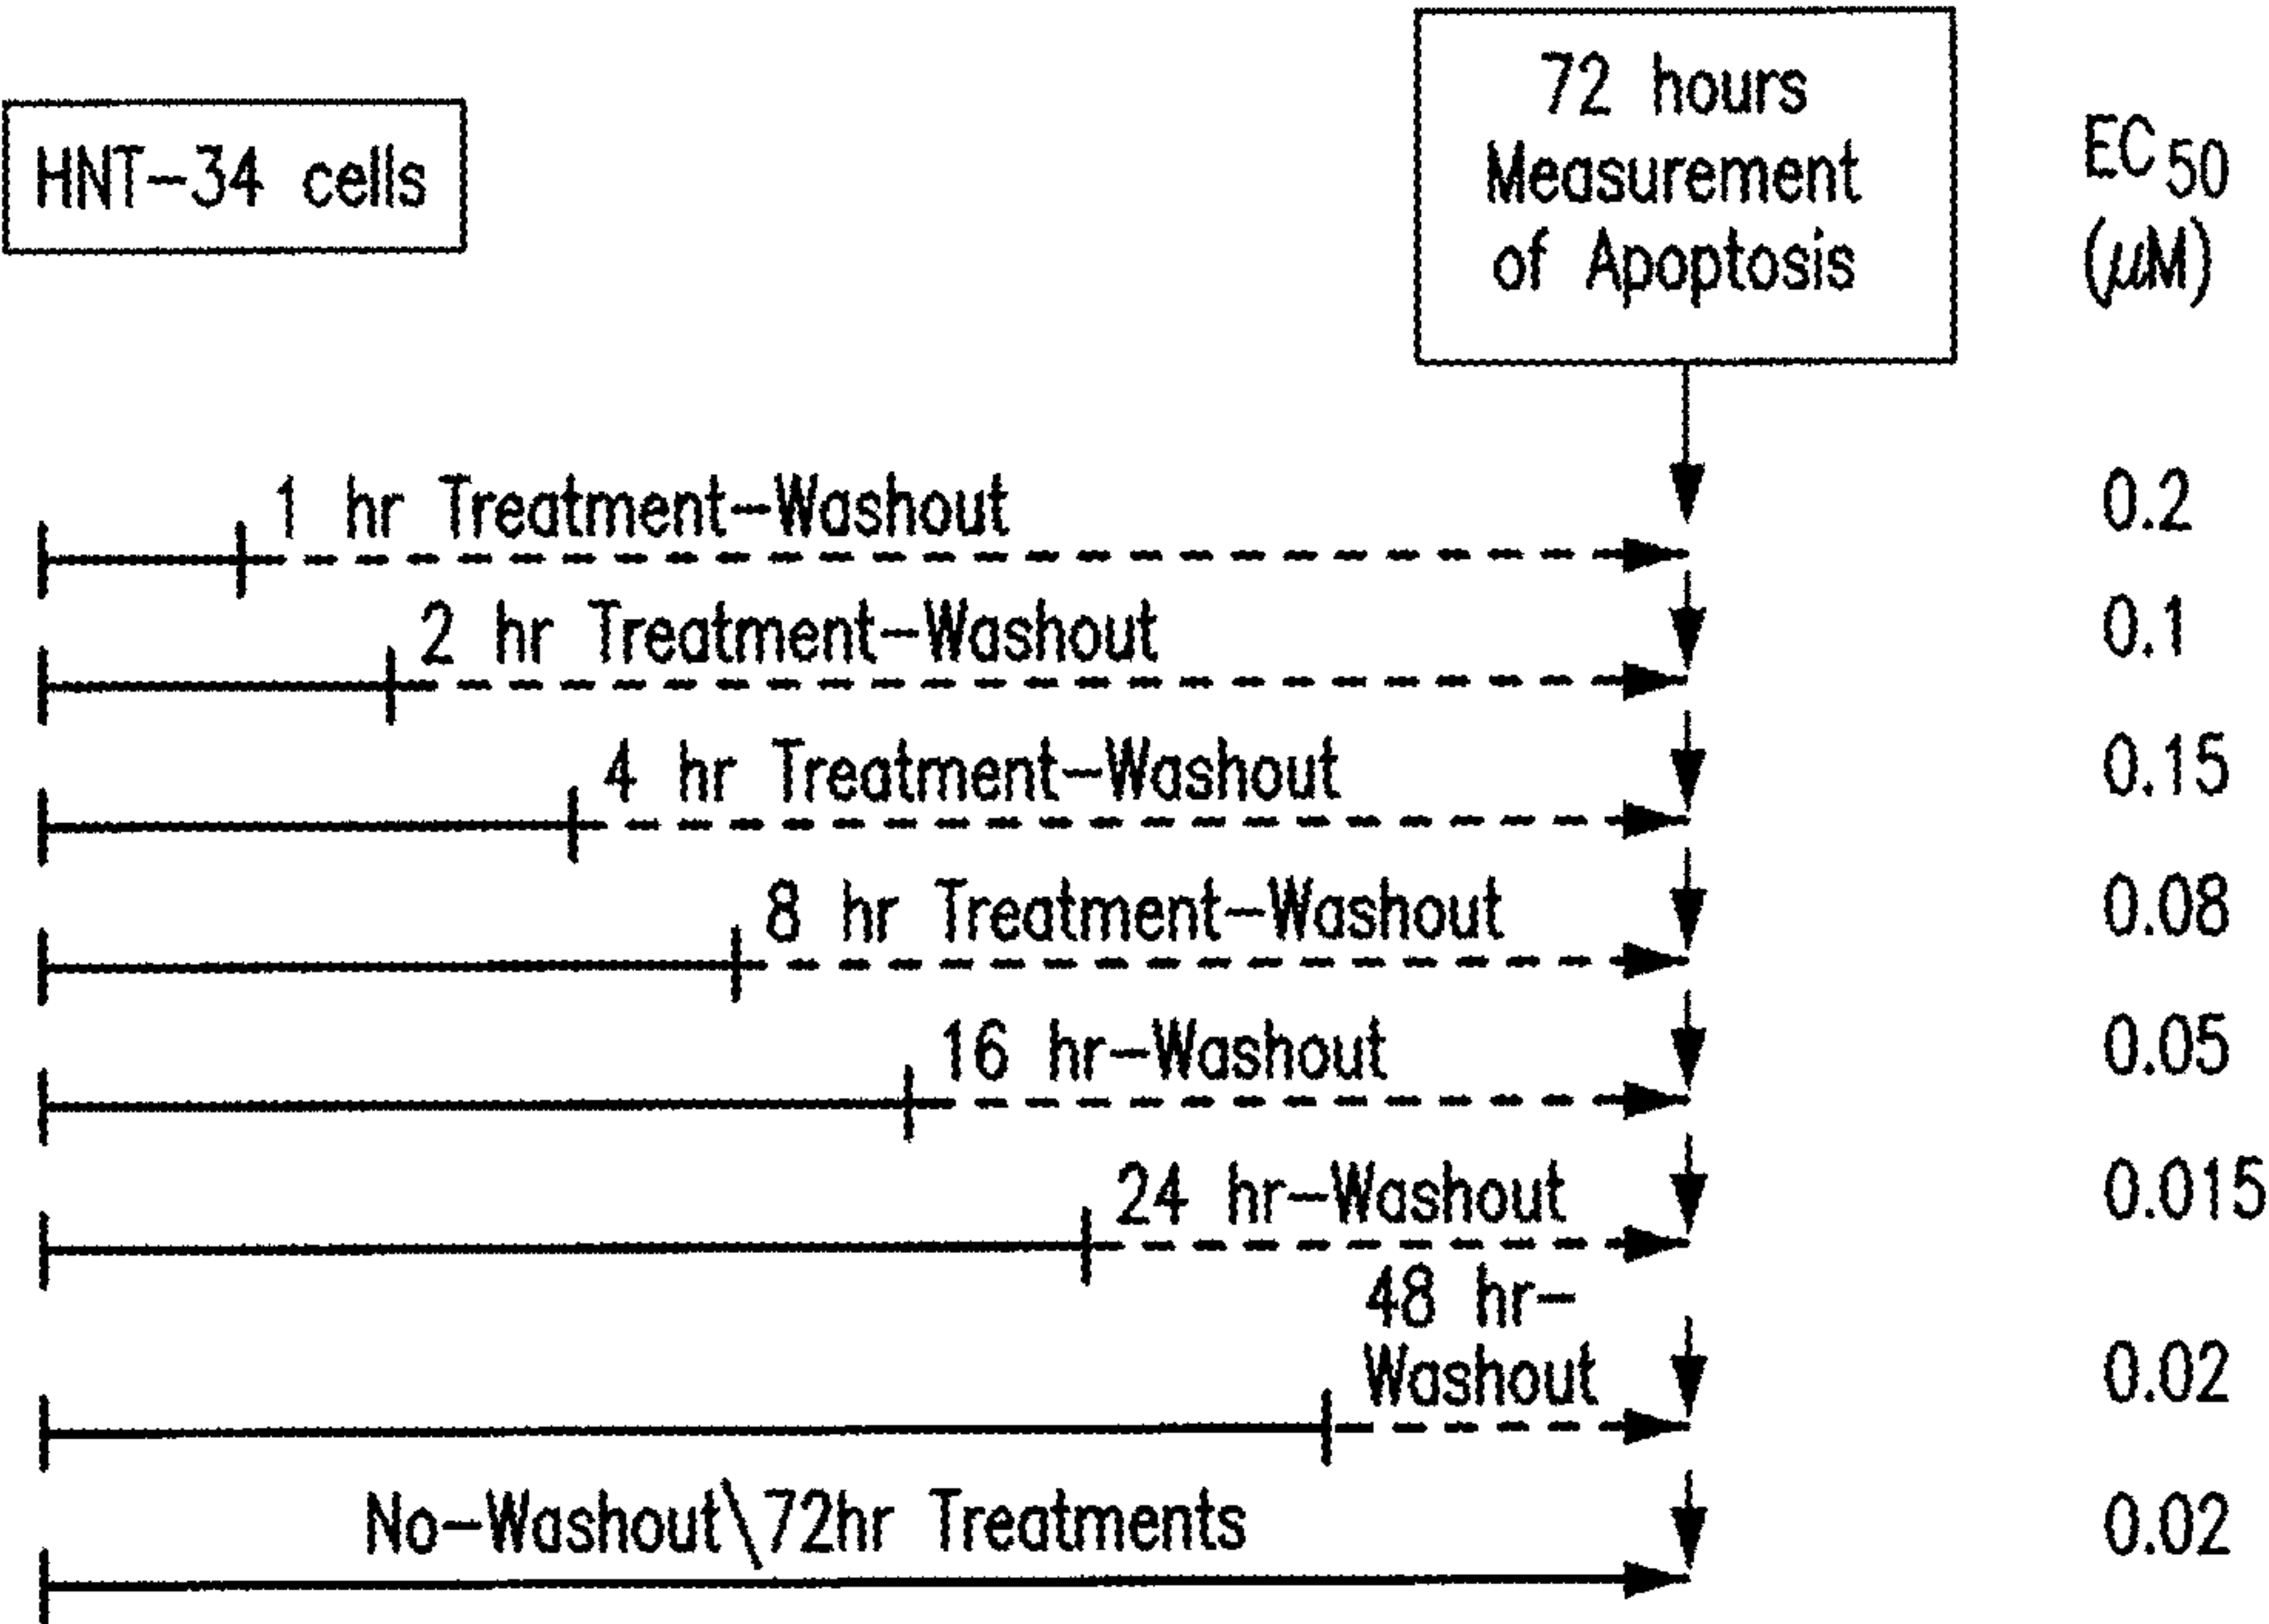 HNT-34 cells
72 hours
Measurement
of Apoptosis
EC50
(μM)
1 hr Treatment-Washout
0.2
2 hr Treatment-Washout
0.1
4 hr Treatment-Washout
0.15
8 hr Treatment-Washout
0.08
16 hr-Washout
0.05
24 hr-Washout
0.015
48 hr-
Washout
0.02
No-Washout\72hr Treatments
0.02